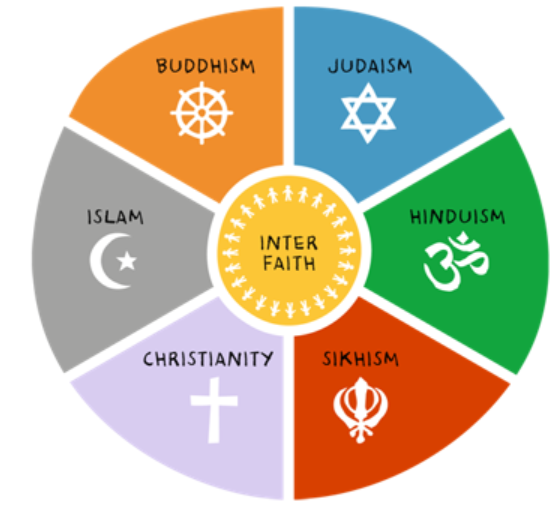 BUDDHISM
JUDAISM
ISLAM
HINDUISM
INTER
FAITH
CHRISTIANITY
SIKHISM